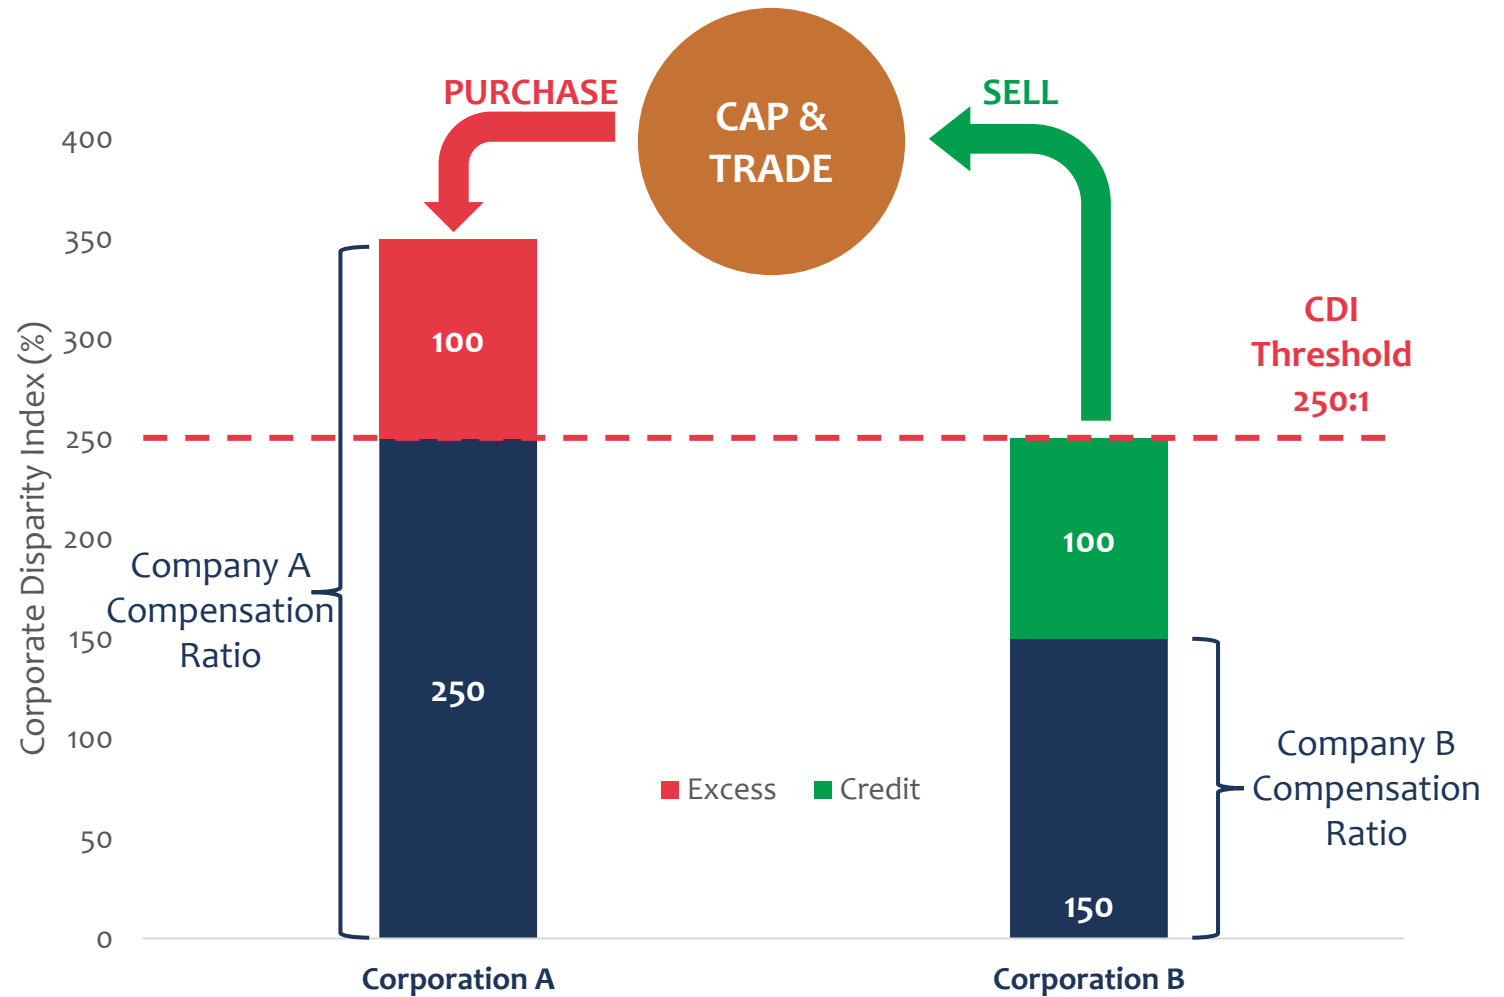 PURCHASE
CAP &
TRADE
SELL
400
350
300
250
200
150
100
50
0
Corporate Disparity Index (%)
100
250
Company A
Compensation
Ratio
CDI
Threshold
250:1
100
150
Company B
Compensation
Ratio
Excess
Credit
Corporation A
Corporation B